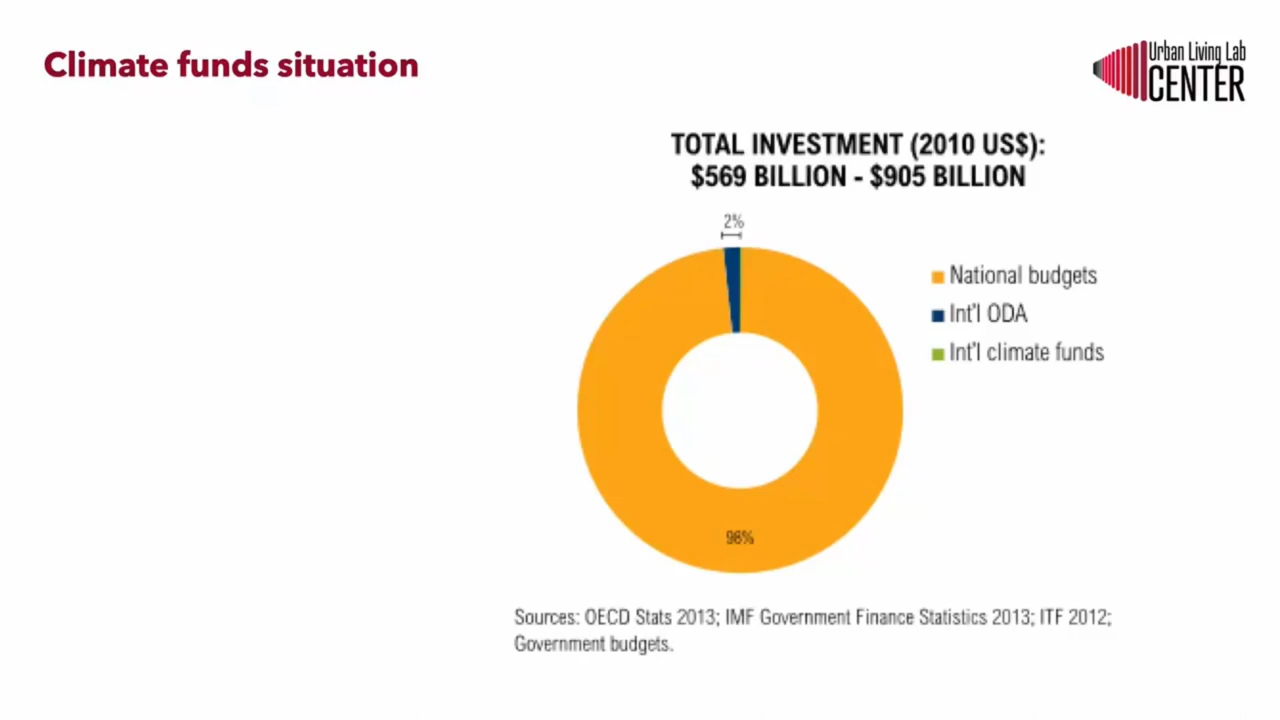 Climate funds situation
Urban Living Lab
CENTER
TOTAL INVESTMENT (2010 US$):
$569 BILLION - $905 BILLION
2%
National budgets
Int'l ODA
Int'l climate funds
98%
Sources: OECD Stats 2013; IMF Government Finance Statistics 2013; ITF 2012;
Government budgets.